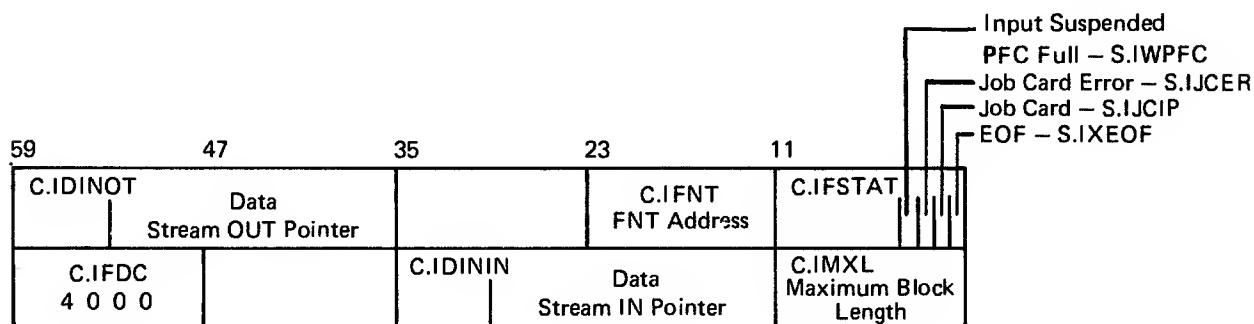 Input Suspended
PFC Full – S.IWPFC
Job Card Error – S.IJCER
Job Card – S.IJCIP
EOF – S.IXEOF
59 47 35 23 11
C.IDINOT Data Stream OUT Pointer
C.IFNT FNT Address
C.IFSTAT
C.IFDC 4 0 0 0
C.IDININ Data Stream IN Pointer
C.IMXL Maximum Block Length